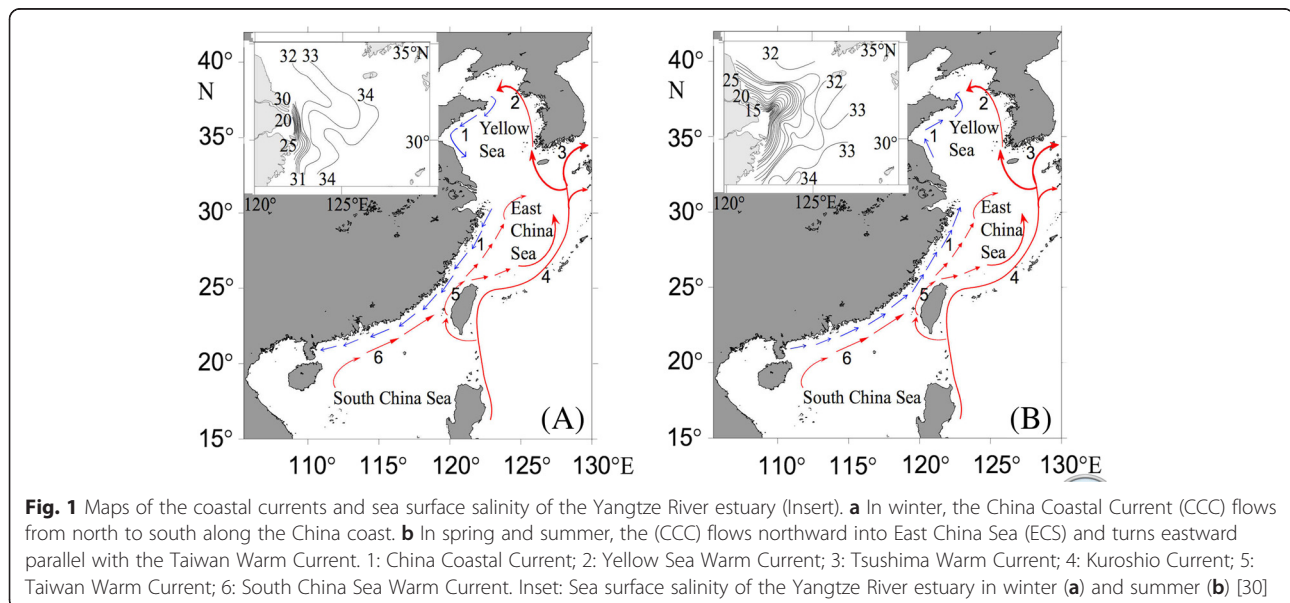 40°
N
35°
30°
25°
20°
15°
110° 115° 120° 125° 130°E
32 33 35°N
34
30
20
25
30°
31 34
120° 125°E
2
1 Yellow
Sea
3
East
China
Sea
1
4
5
6
South China Sea
(A)
40°
N
35°
30°
25°
20°
15°
110° 115° 120° 125° 130°E
32 35°N
25 32
20
15
33
30°
33
34
120° 125°E
2
1 Yellow
Sea
3
East
China
Sea
1
4
5
6
South China Sea
(B)
Fig. 1 Maps of the coastal currents and sea surface salinity of the Yangtze River estuary (Insert). a In winter, the China Coastal Current (CCC) flows
from north to south along the China coast. b In spring and summer, the (CCC) flows northward into East China Sea (ECS) and turns eastward
parallel with the Taiwan Warm Current. 1: China Coastal Current; 2: Yellow Sea Warm Current; 3: Tsushima Warm Current; 4: Kuroshio Current; 5:
Taiwan Warm Current; 6: South China Sea Warm Current. Inset: Sea surface salinity of the Yangtze River estuary in winter (a) and summer (b) [30]